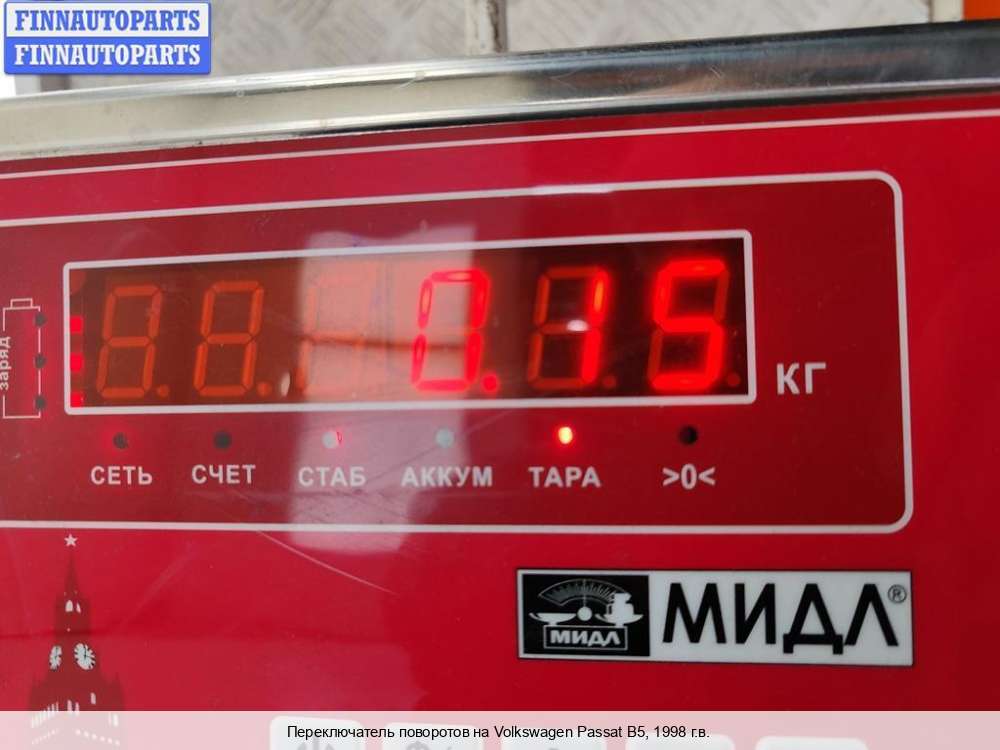 FINNAUTOPARTS
FINNAUTOPARTS
заряд
0.15 КГ
СЕТЬ СЧЕТ СТАБ АККУМ ТАРА >0<
МИДЛ МИДЛ®
Переключатель поворотов на Volkswagen Passat B5, 1998 г.в.